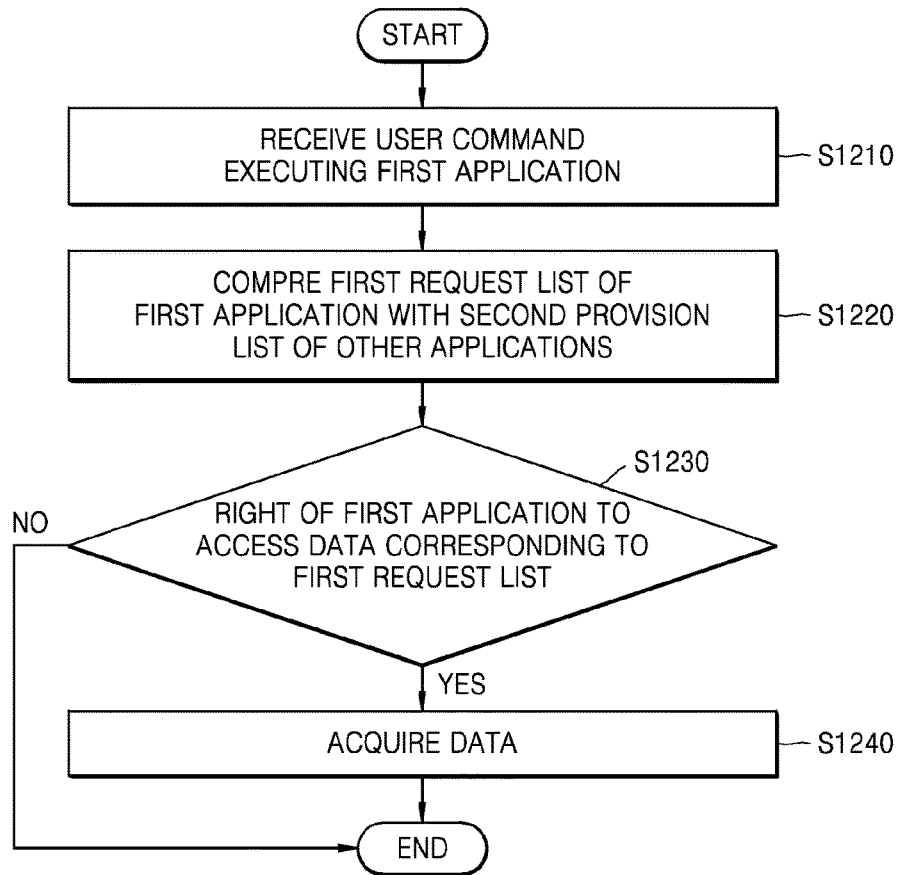 START
RECEIVE USER COMMAND
EXECUTING FIRST APPLICATION
S1210
COMPRE FIRST REQUEST LIST OF
FIRST APPLICATION WITH SECOND PROVISION
LIST OF OTHER APPLICATIONS
S1220
S1230
RIGHT OF FIRST APPLICATION TO
ACCESS DATA CORRESPONDING TO
FIRST REQUEST LIST
NO
YES
ACQUIRE DATA
S1240
END